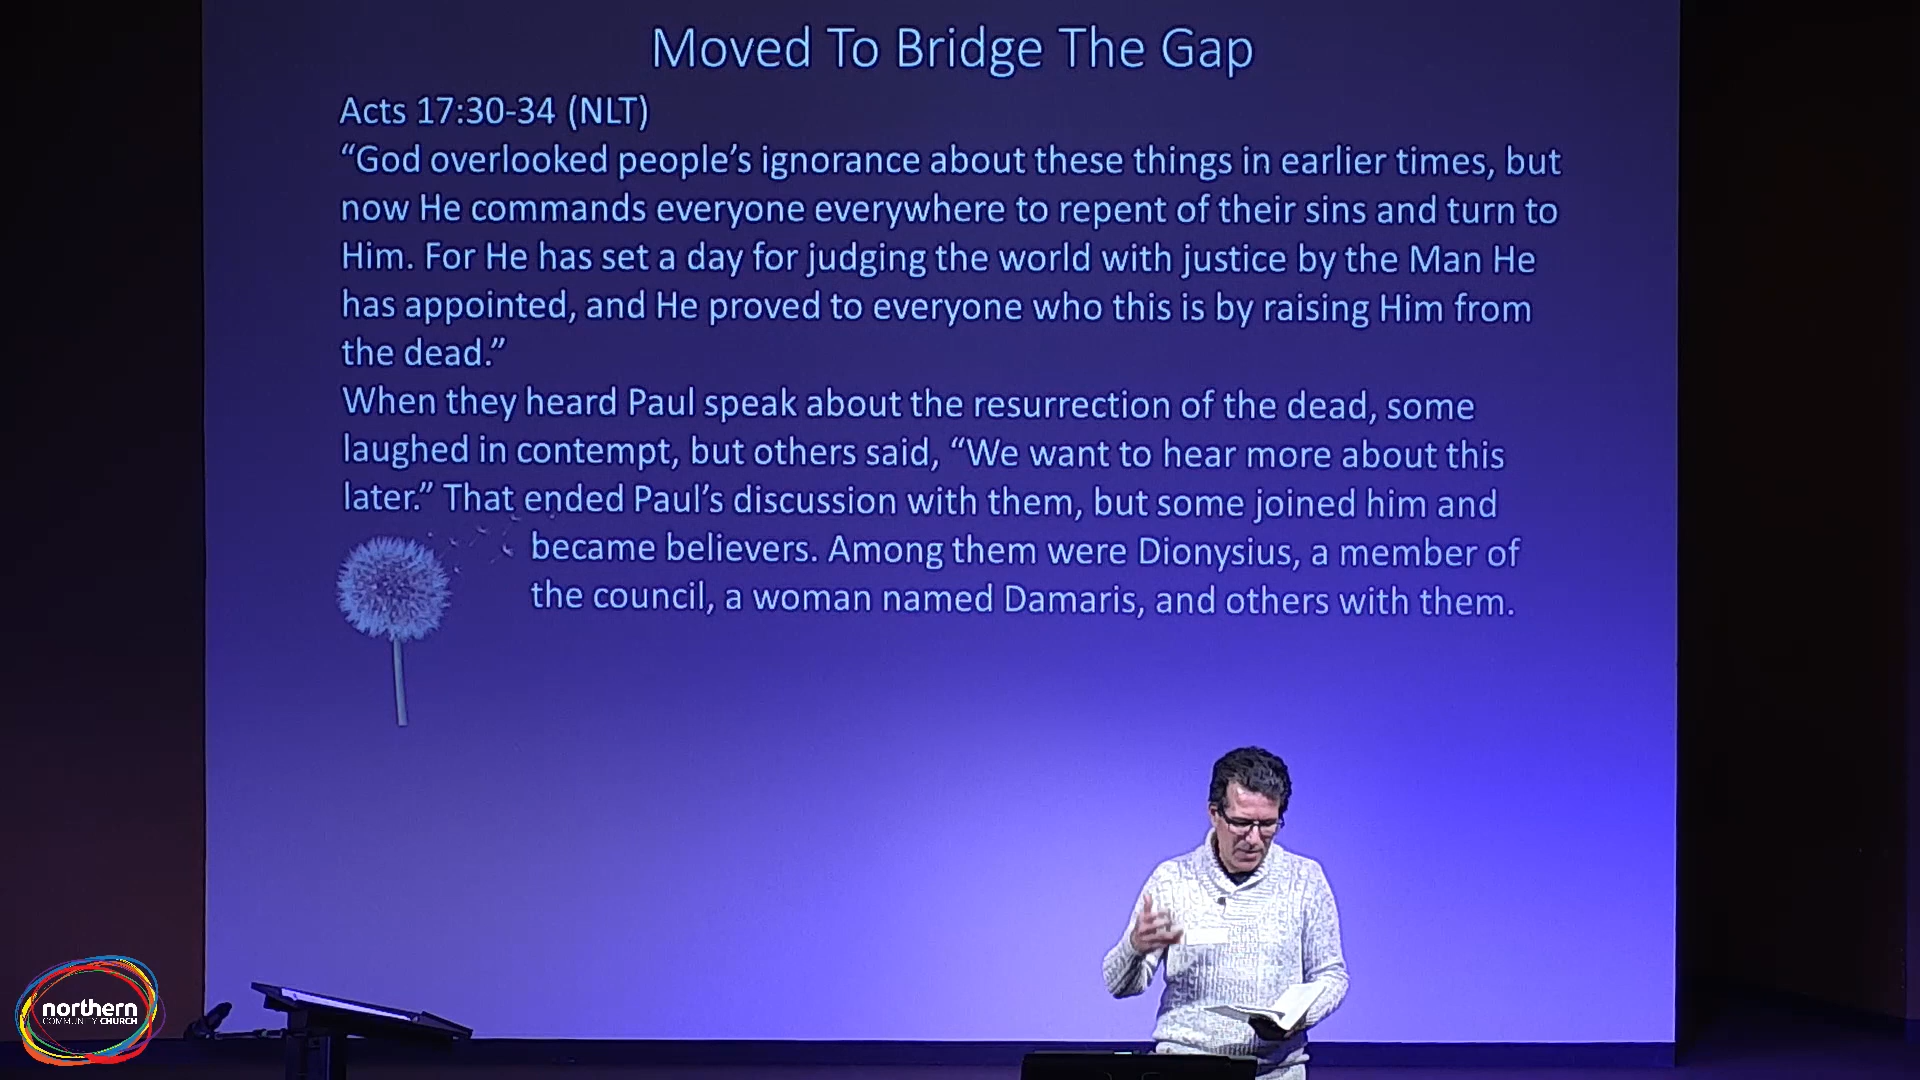 Moved To Bridge The Gap
Acts 17:30-34 (NLT)
“God overlooked people’s ignorance about these things in earlier times, but
now He commands everyone everywhere to repent of their sins and turn to
Him. For He has set a day for judging the world with justice by the Man He
has appointed, and He proved to everyone who this is by raising Him from
the dead.”
When they heard Paul speak about the resurrection of the dead, some
laughed in contempt, but others said, “We want to hear more about this
later.” That ended Paul’s discussion with them, but some joined him and
became believers. Among them were Dionysius, a member of
the council, a woman named Damaris, and others with them.
northern
COMMUNITY CHURCH